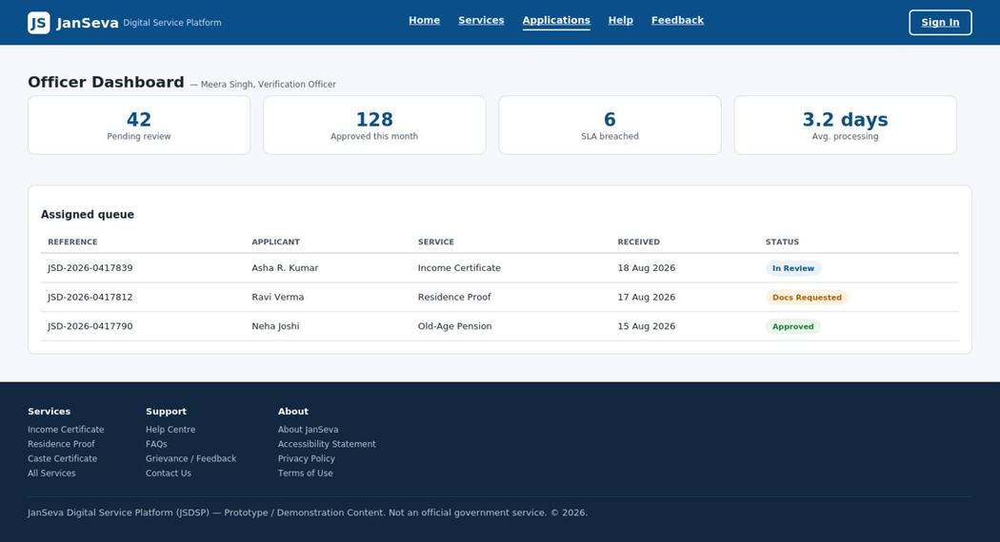 JS JanSeva Digital Service Platform Home Services Applications Help Feedback Sign In
Officer Dashboard — Meera Singh, Verification Officer
42
Pending review
128
Approved this month
6
SLA breached
3.2 days
Avg. processing
Assigned queue
REFERENCE APPLICANT SERVICE RECEIVED STATUS
JSD-2026-0417839 Asha R. Kumar Income Certificate 18 Aug 2026 In Review
JSD-2026-0417812 Ravi Verma Residence Proof 17 Aug 2026 Docs Requested
JSD-2026-0417790 Neha Joshi Old-Age Pension 15 Aug 2026 Approved
Services
Income Certificate
Residence Proof
Caste Certificate
All Services
Support
Help Centre
FAQs
Grievance / Feedback
Contact Us
About
About JanSeva
Accessibility Statement
Privacy Policy
Terms of Use
JanSeva Digital Service Platform (JSDSP) — Prototype / Demonstration Content. Not an official government service. © 2026.